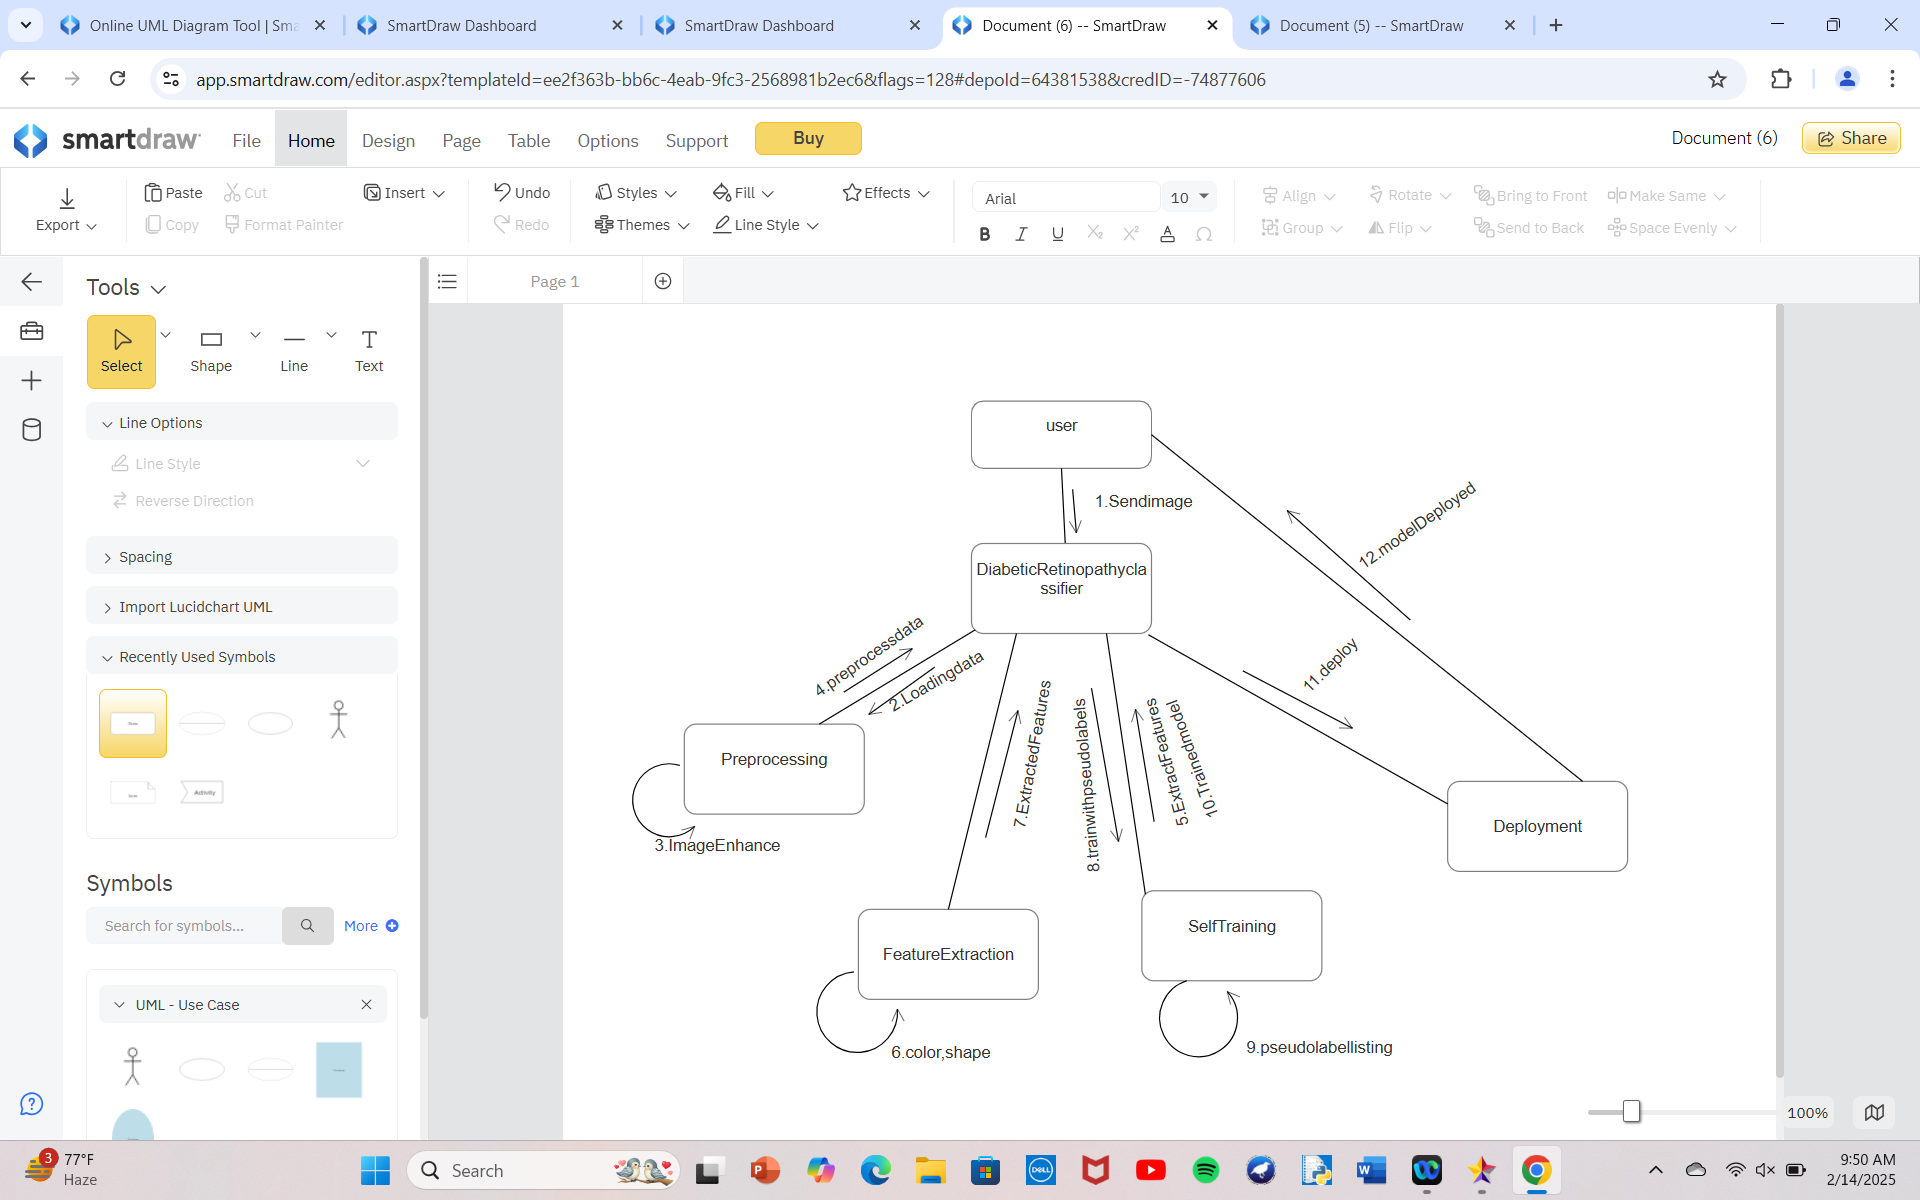 Online UML Diagram Tool | Sma
SmartDraw Dashboard
SmartDraw Dashboard
Document (6) -- SmartDraw
Document (5) -- SmartDraw
app.smartdraw.com/editor.aspx?templateId=ee2f363b-bb6c-4eab-9fc3-2568981b2ec6&flags=128#depoId=64381538&credID=-74877606
smartdraw
File
Home
Design
Page
Table
Options
Support
Buy
Document (6)
Share
Export
Paste
Cut
Copy
Format Painter
Insert
Undo
Redo
Styles
Fill
Effects
Themes
Line Style
Arial
10
B I U X₂ X² A Ω
Align
Rotate
Bring to Front
Make Same
Group
Flip
Send to Back
Space Evenly
Tools
Select
Shape
Line
Text
Line Options
Line Style
Reverse Direction
Spacing
Import Lucidchart UML
Recently Used Symbols
Activity
Symbols
Search for symbols...
More
UML - Use Case
Page 1
user
1.Sendimage
DiabeticRetinopathycla
ssifier
12.modelDeployed
11.deploy
4.preprocessdata
2.Loadingdata
Preprocessing
3.ImageEnhance
7.ExtractedFeatures
8.trainwithpseudolabels
5.ExtractFeatures
10.Trainedmodel
Deployment
FeatureExtraction
6.color,shape
SelfTraining
9.pseudolabellisting
100%
3
77°F
Haze
Search
DELL
9:50 AM
2/14/2025